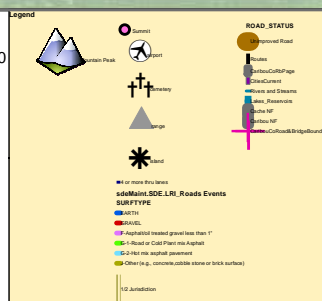 Legend
0
Mountain Peak
Summit
Airport
Cemetery
Range
Island
4 or more thru lanes
sdeMaint.SDE.LRI_Roads Events
SURFTYPE
EARTH
GRAVEL
F-Asphalt/oil treated gravel less than 1"
G-1-Road or Cold Plant mix Asphalt
G-2-Hot mix asphalt pavement
J-Other (e.g., concrete,cobble stone or brick surface)
1/2 Jurisdiction
ROAD_STATUS
Unimproved Road
Routes
CaribouCoRbPage
CitiesCurrent
Rivers and Streams
Lakes_Reservoirs
Cache NF
Caribou NF
CaribouCoRoad&BridgeBound